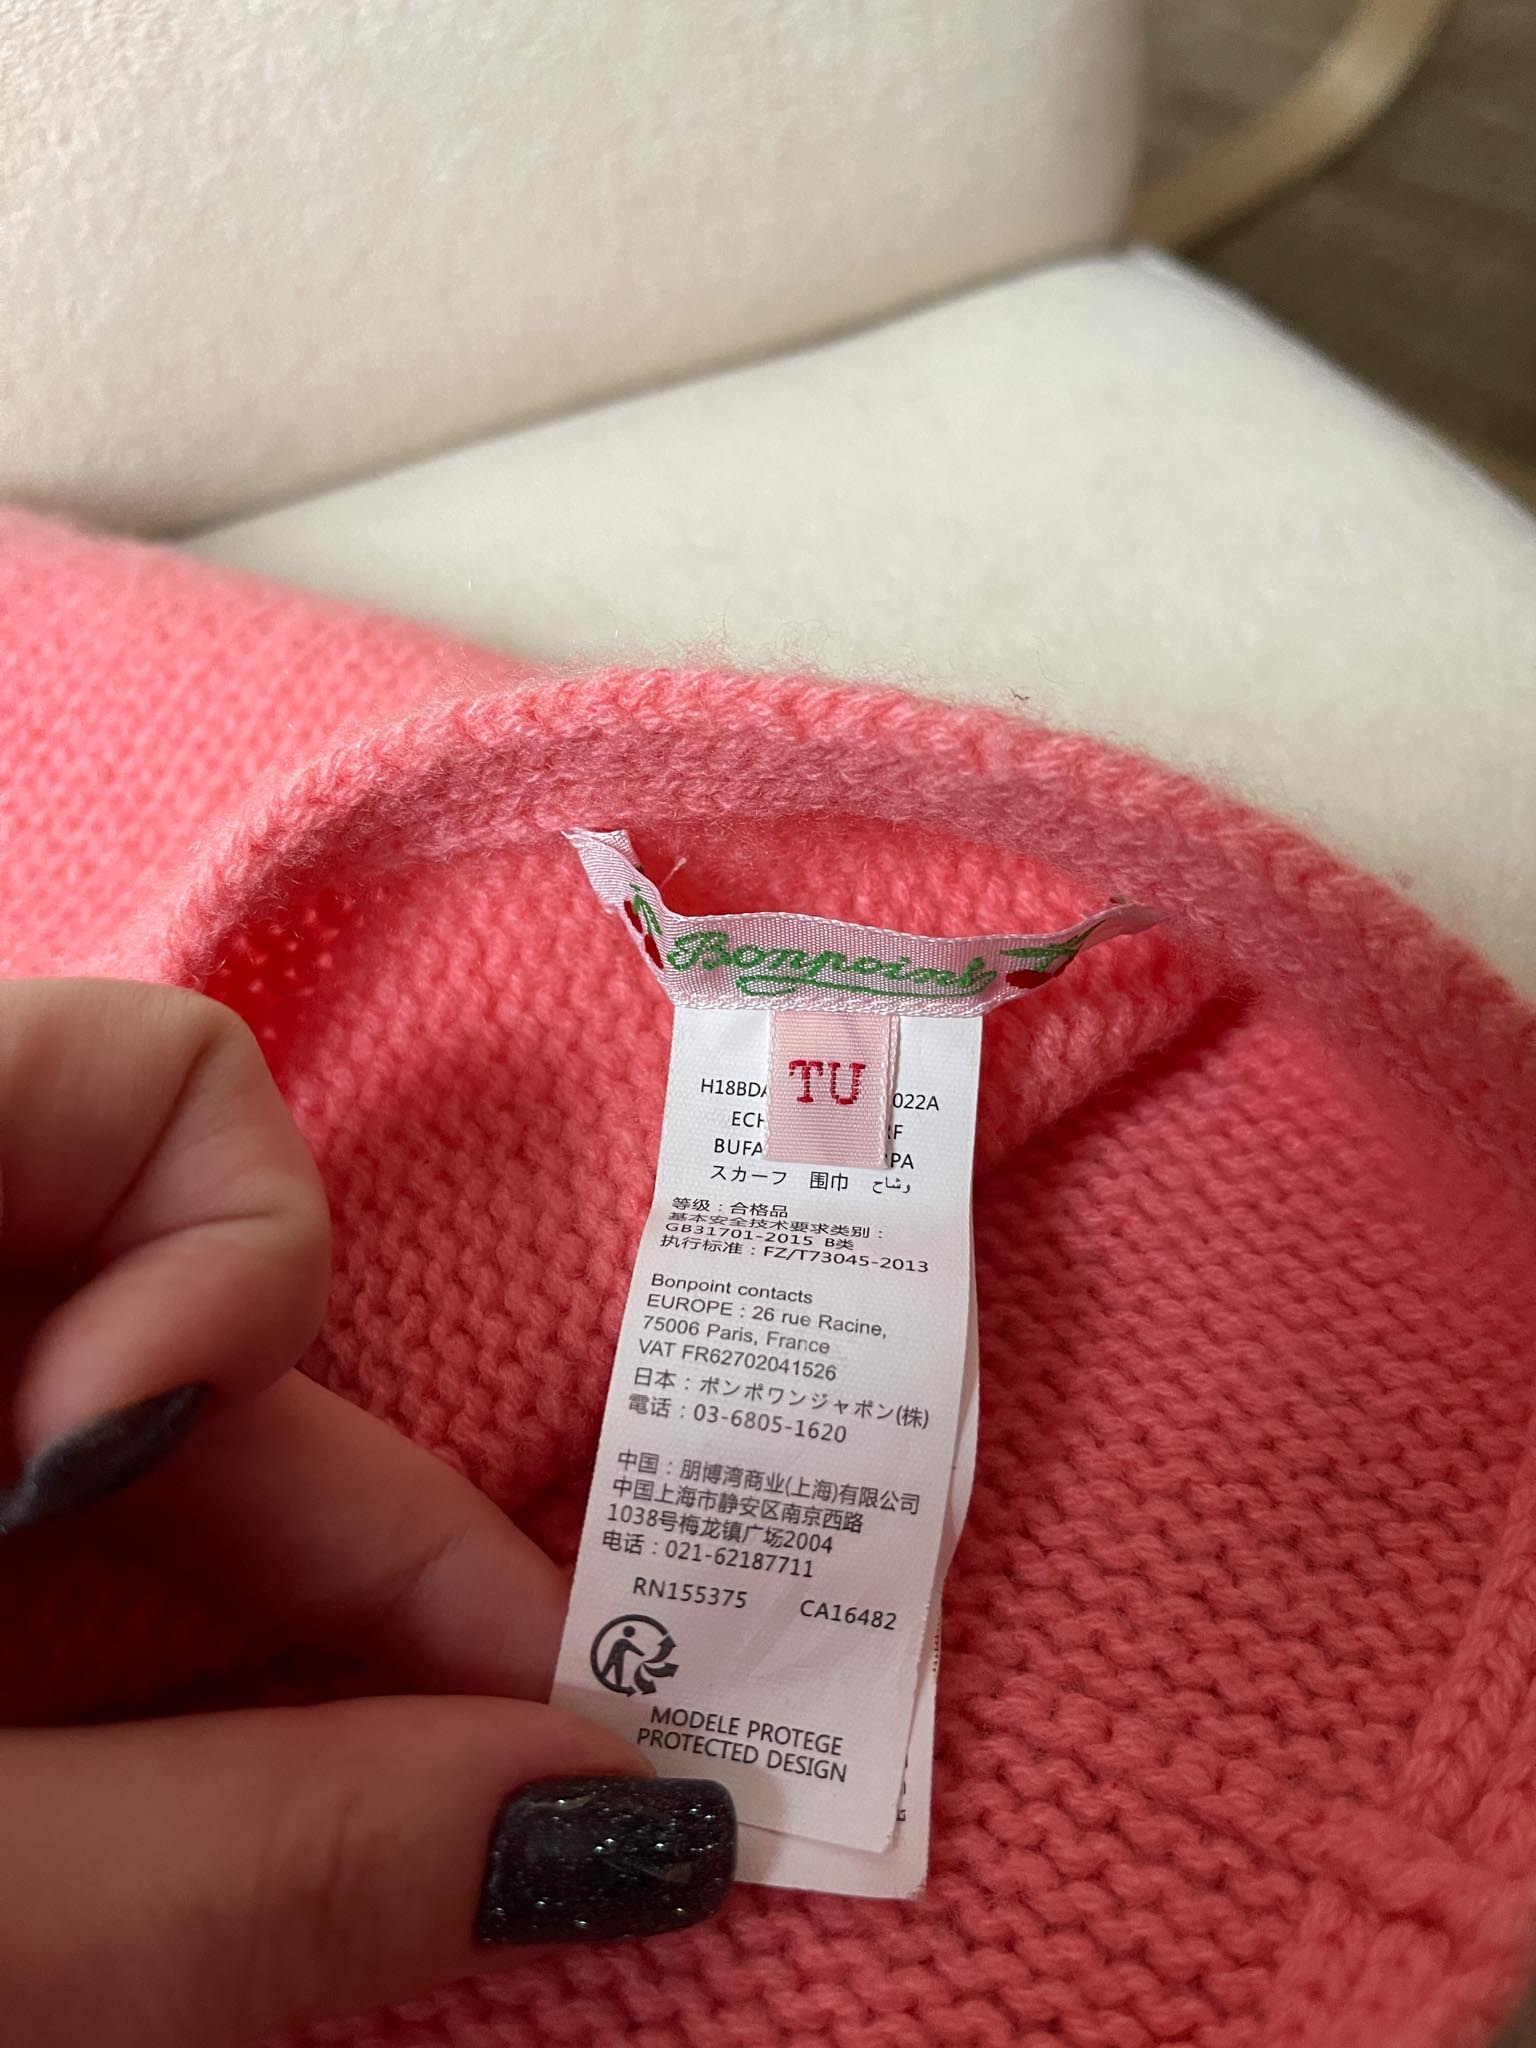 Bonpoint
TU
H18BDA 022A
スカーフ 围巾 وشاح
等级：合格品
基本安全技术要求类别：
GB31701-2015 B类
执行标准：FZ/T73045-2013
Bonpoint contacts
EUROPE : 26 rue Racine,
75006 Paris, France
VAT FR62702041526
日本：ボンポワンジャポン(株)
電話：03-6805-1620
中国：朋博湾商业(上海)有限公司
中国上海市静安区南京西路
1038号梅龙镇广场2004
电话：021-62187711
RN155375 CA16482
MODELE PROTEGE
PROTECTED DESIGN